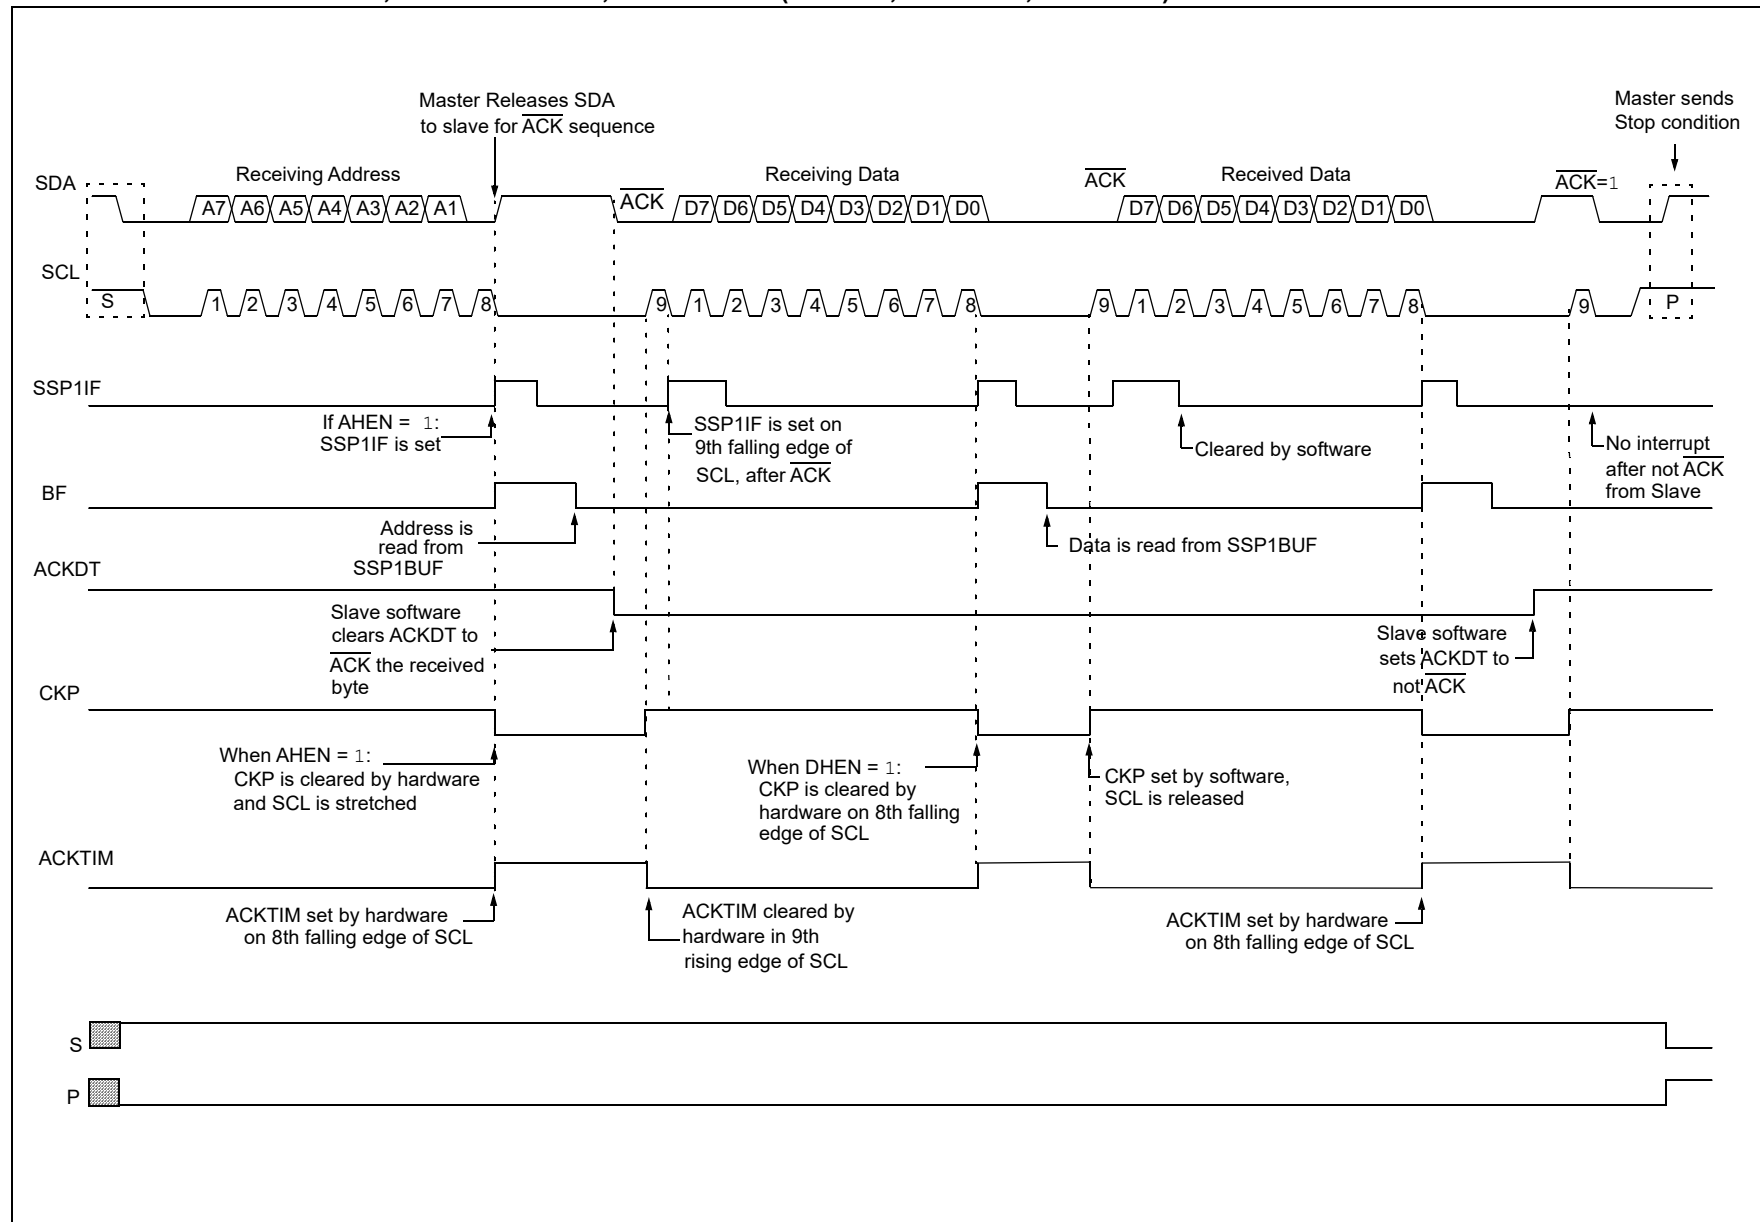 Master Releases SDA
to slave for ACK sequence
Master sends
Stop condition
SDA
Receiving Address
ACK
Receiving Data
ACK
Received Data
ACK=1
A7 A6 A5 A4 A3 A2 A1
D7 D6 D5 D4 D3 D2 D1 D0
D7 D6 D5 D4 D3 D2 D1 D0
SCL
S
1 2 3 4 5 6 7 8
9 1 2 3 4 5 6 7 8
9 1 2 3 4 5 6 7 8
9
P
SSP1IF
If AHEN = 1:
SSP1IF is set
SSP1IF is set on
9th falling edge of
SCL, after ACK
Cleared by software
No interrupt
after not ACK
from Slave
BF
Address is
read from
SSP1BUF
Data is read from SSP1BUF
ACKDT
Slave software
clears ACKDT to
ACK the received
byte
Slave software
sets ACKDT to
not ACK
CKP
When AHEN = 1:
CKP is cleared by hardware
and SCL is stretched
When DHEN = 1:
CKP is cleared by
hardware on 8th falling
edge of SCL
CKP set by software,
SCL is released
ACKTIM
ACKTIM set by hardware
on 8th falling edge of SCL
ACKTIM cleared by
hardware in 9th
rising edge of SCL
ACKTIM set by hardware
on 8th falling edge of SCL
S
P